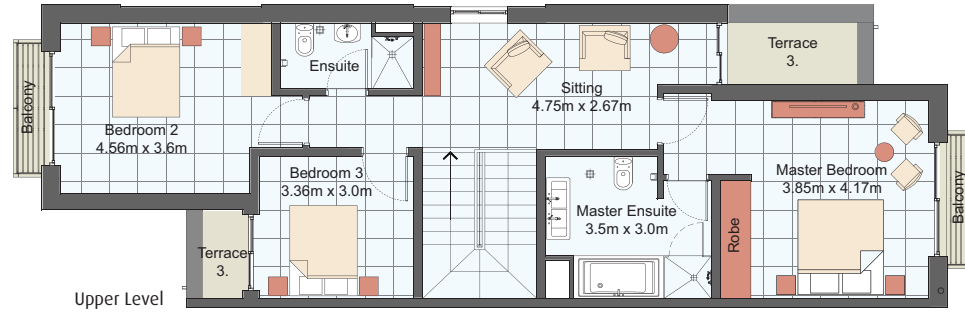 Terrace
3.
Ensuite
Sitting
4.75m x 2.67m
Balcony
Bedroom 2
4.56m x 3.6m
Bedroom 3
3.36m x 3.0m
Master Bedroom
3.85m x 4.17m
Balcony
Master Ensuite
3.5m x 3.0m
Robe
Terrace
3.
Upper Level